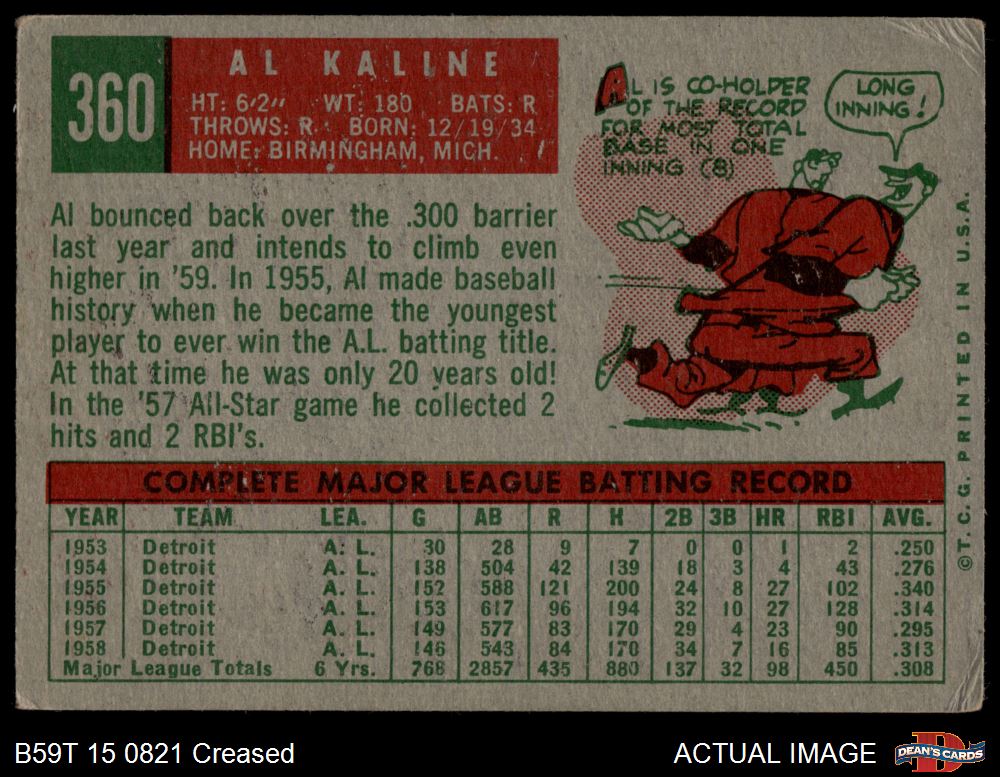 360
AL KALINE
HT: 6'2" WT: 180 BATS: R
THROWS: R BORN: 12/19/34
HOME: BIRMINGHAM, MICH.
AL IS CO-HOLDER
OF THE RECORD
FOR MOST TOTAL
BASE IN ONE
INNING (8)
LONG
INNING!
Al bounced back over the .300 barrier
last year and intends to climb even
higher in '59. In 1955, Al made baseball
history when he became the youngest
player to ever win the A.L. batting title.
At that time he was only 20 years old!
In the '57 All-Star game he collected 2
hits and 2 RBI's.
COMPLETE MAJOR LEAGUE BATTING RECORD
YEAR TEAM LEA. G AB R H 2B 3B HR RBI AVG.
1953 Detroit A. L. 30 28 9 7 0 0 1 2 .250
1954 Detroit A. L. 138 504 42 139 18 3 4 43 .276
1955 Detroit A. L. 152 588 121 200 24 8 27 102 .340
1956 Detroit A. L. 153 617 96 194 32 10 27 128 .314
1957 Detroit A. L. 149 577 83 170 29 4 23 90 .295
1958 Detroit A. L. 146 543 84 170 34 7 16 85 .313
Major League Totals 6 Yrs. 768 2857 435 880 137 32 98 450 .308
©T.C.G. PRINTED IN U.S.A.
B59T 15 0821 Creased
ACTUAL IMAGE
DEAN'S CARDS